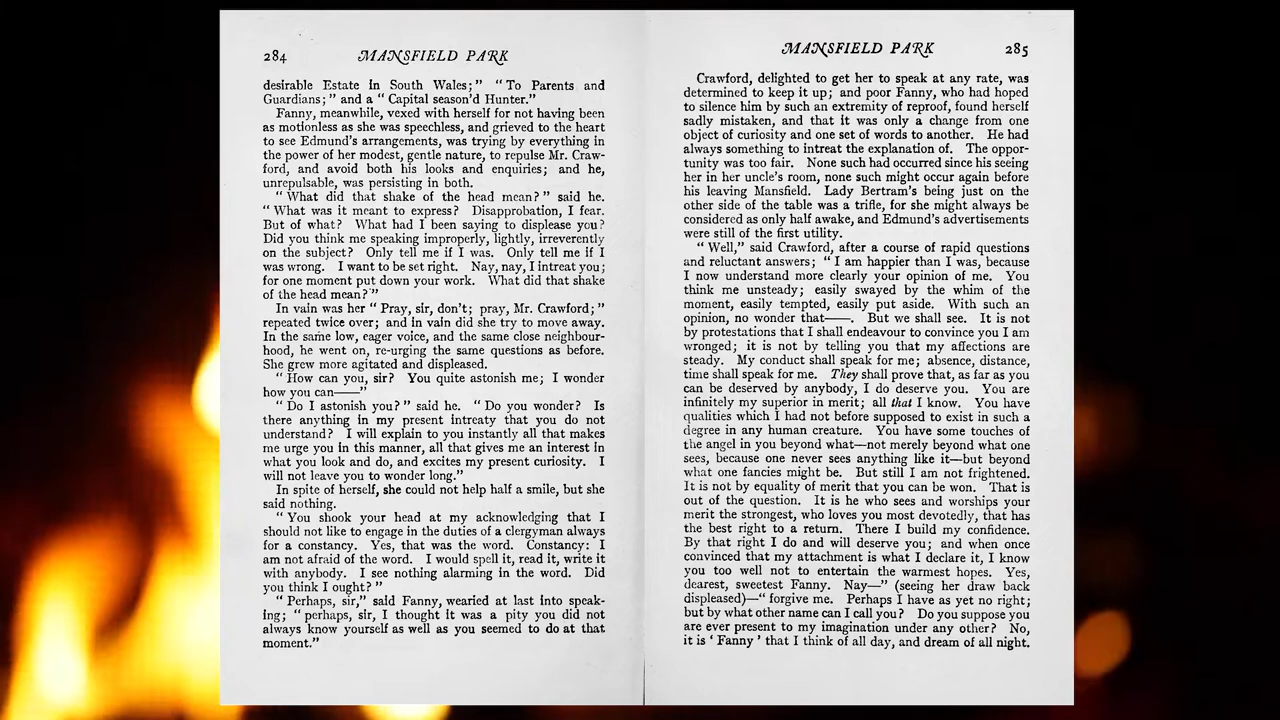 284
MANSFIELD PARK
desirable Estate in South Wales;" "To Parents and
Guardians;" and a "Capital season'd Hunter."
Fanny, meanwhile, vexed with herself for not having been
as motionless as she was speechless, and grieved to the heart
to see Edmund's arrangements, was trying by everything in
the power of her modest, gentle nature, to repulse Mr. Craw-
ford, and avoid both his looks and enquiries; and he,
unrepulsable, was persisting in both.
"What did that shake of the head mean?" said he.
"What was it meant to express? Disapprobation, I fear.
But of what? What had I been saying to displease you?
Did you think me speaking improperly, lightly, irreverently
on the subject? Only tell me if I was. Only tell me if I
was wrong. I want to be set right. Nay, nay, I intreat you;
for one moment put down your work. What did that shake
of the head mean?"
In vain was her "Pray, sir, don't; pray, Mr. Crawford;"
repeated twice over; and in vain did she try to move away.
In the same low, eager voice, and the same close neighbour-
hood, he went on, re-urging the same questions as before.
She grew more agitated and displeased.
"How can you, sir? You quite astonish me; I wonder
how you can——"
"Do I astonish you?" said he. "Do you wonder? Is
there anything in my present intreaty that you do not
understand? I will explain to you instantly all that makes
me urge you in this manner, all that gives me an interest in
what you look and do, and excites my present curiosity. I
will not leave you to wonder long."
In spite of herself, she could not help half a smile, but she
said nothing.
"You shook your head at my acknowledging that I
should not like to engage in the duties of a clergyman always
for a constancy. Yes, that was the word. Constancy: I
am not afraid of the word. I would spell it, read it, write it
with anybody. I see nothing alarming in the word. Did
you think I ought?"
"Perhaps, sir," said Fanny, wearied at last into speak-
ing; "perhaps, sir, I thought it was a pity you did not
always know yourself as well as you seemed to do at that
moment."
MANSFIELD PARK
285
Crawford, delighted to get her to speak at any rate, was
determined to keep it up; and poor Fanny, who had hoped
to silence him by such an extremity of reproof, found herself
sadly mistaken, and that it was only a change from one
object of curiosity and one set of words to another. He had
always something to intreat the explanation of. The oppor-
tunity was too fair. None such had occurred since his seeing
her in her uncle's room, none such might occur again before
his leaving Mansfield. Lady Bertram's being just on the
other side of the table was a trifle, for she might always be
considered as only half awake, and Edmund's advertisements
were still of the first utility.
"Well," said Crawford, after a course of rapid questions
and reluctant answers; "I am happier than I was, because
I now understand more clearly your opinion of me. You
think me unsteady; easily swayed by the whim of the
moment, easily tempted, easily put aside. With such an
opinion, no wonder that——. But we shall see. It is not
by protestations that I shall endeavour to convince you I am
wronged; it is not by telling you that my affections are
steady. My conduct shall speak for me; absence, distance,
time shall speak for me. They shall prove that, as far as you
can be deserved by anybody, I do deserve you. You are
infinitely my superior in merit; all that I know. You have
qualities which I had not before supposed to exist in such a
degree in any human creature. You have some touches of
the angel in you beyond what—not merely beyond what one
sees, because one never sees anything like it—but beyond
what one fancies might be. But still I am not frightened.
It is not by equality of merit that you can be won. That is
out of the question. It is he who sees and worships your
merit the strongest, who loves you most devotedly, that has
the best right to a return. There I build my confidence.
By that right I do and will deserve you; and when once
convinced that my attachment is what I declare it, I know
you too well not to entertain the warmest hopes. Yes,
dearest, sweetest Fanny. Nay—" (seeing her draw back
displeased)—"forgive me. Perhaps I have as yet no right;
but by what other name can I call you? Do you suppose you
are ever present to my imagination under any other? No,
it is 'Fanny' that I think of all day, and dream of all night.